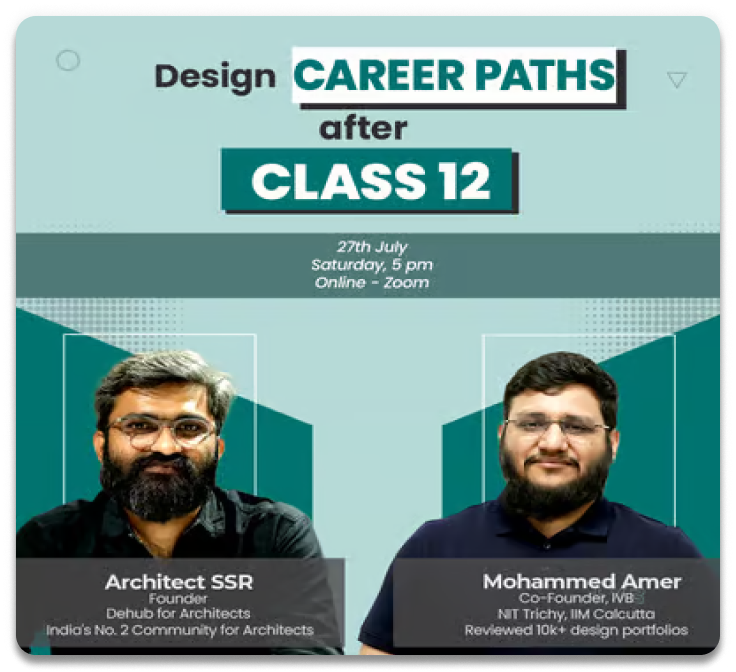 Design CAREER PATHS
after
CLASS 12
27th July
Saturday, 5 pm
Online - Zoom
Architect SSR
Founder
Dehub for Architects
India's No. 2 Community for Architects
Mohammed Amer
Co-Founder, IVB
NIT Trichy, IIM Calcutta
Reviewed 10k+ design portfolios